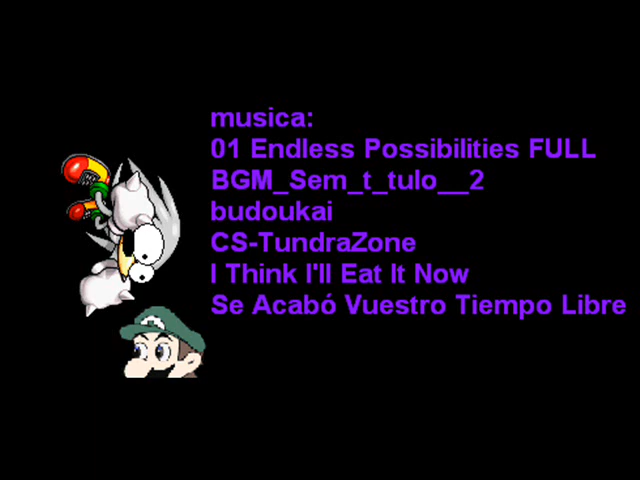 musica:
01 Endless Possibilities FULL
BGM_Sem_t_tulo__2
budoukai
CS-TundraZone
I Think I'll Eat It Now
Se Acabó Vuestro Tiempo Libre